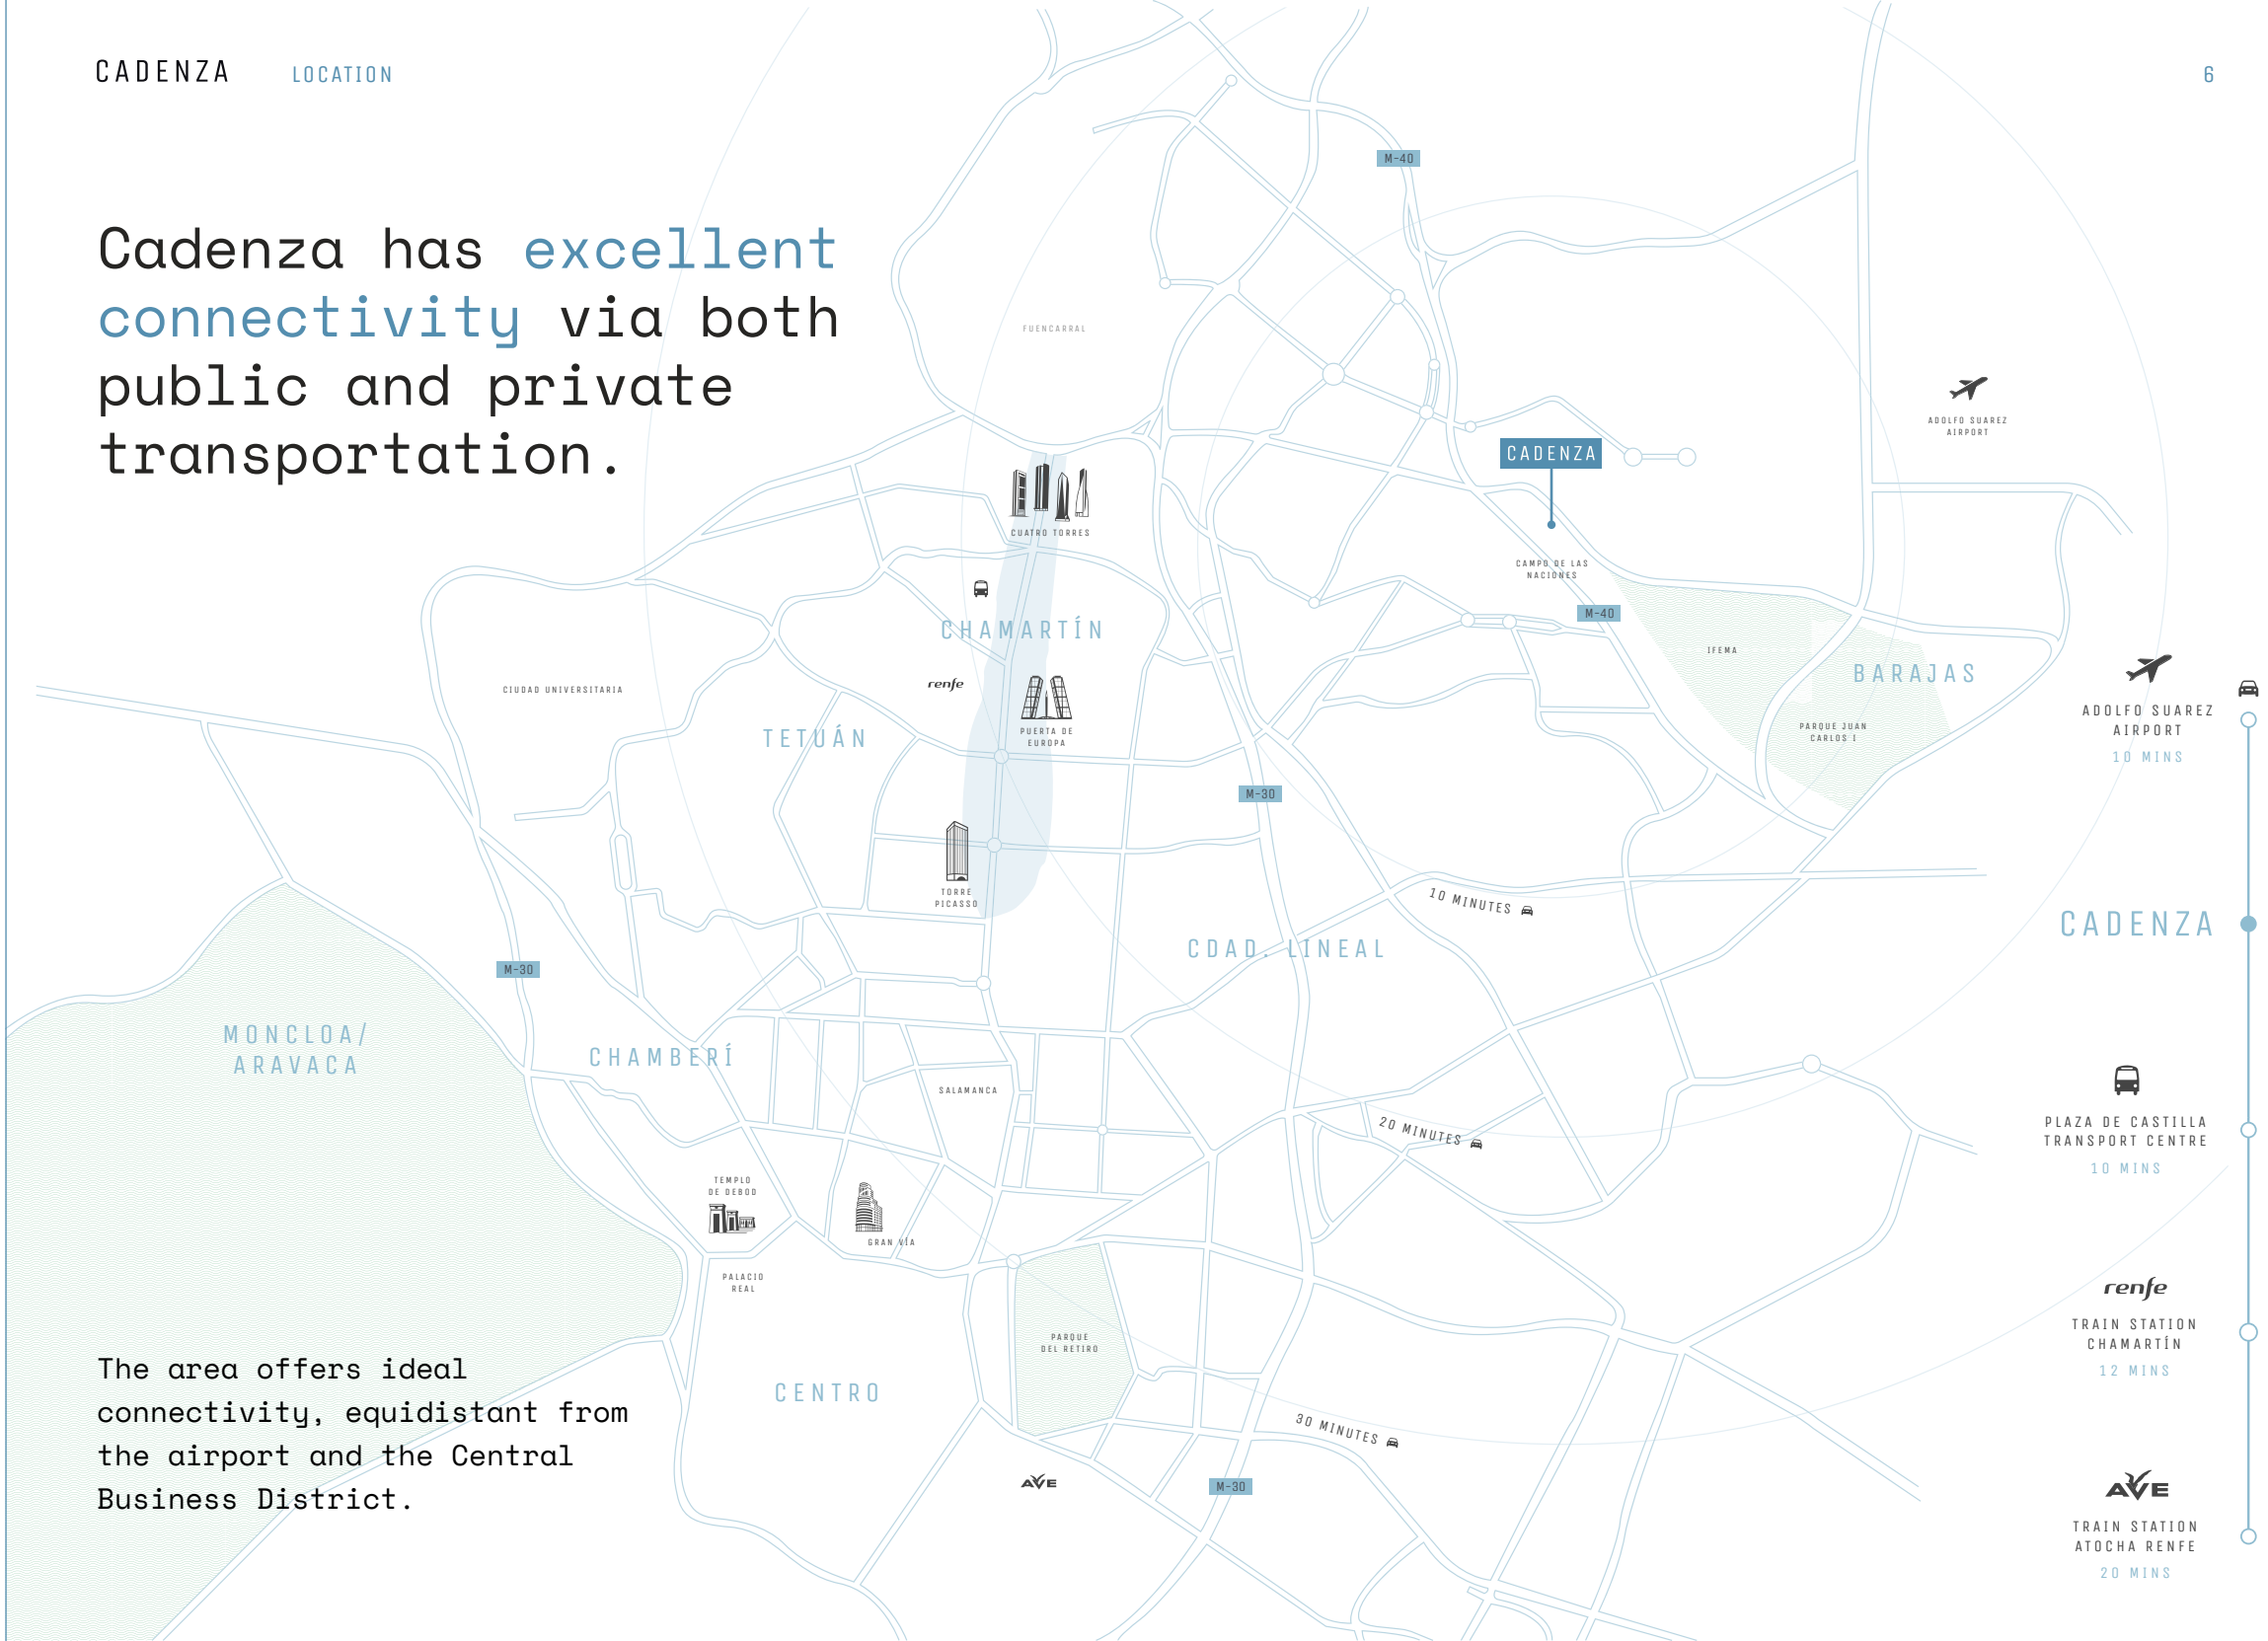 CADENZA
LOCATION
6
Cadenza has excellent
connectivity via both
public and private
transportation.
M-40
FUENCARRAL
ADOLFO SUAREZ
AIRPORT
CADENZA
CUATRO TORRES
CAMPO DE LAS
NACIONES
M-40
CHAMARTÍN
IFEMA
BARAJAS
CIUDAD UNIVERSITARIA
renfe
PUERTA DE
EUROPA
TETUÁN
PARQUE JUAN
CARLOS I
M-30
TORRE
PICASSO
10 MINUTES
CDAD. LINEAL
M-30
MONCLOA/
ARAVACA
CHAMBERÍ
SALAMANCA
20 MINUTES
TEMPLO
DE DEBOD
GRAN VÍA
PALACIO
REAL
PARQUE
DEL RETIRO
CENTRO
30 MINUTES
AVE
M-30
The area offers ideal
connectivity, equidistant from
the airport and the Central
Business District.
ADOLFO SUAREZ
AIRPORT
10 MINS
CADENZA
PLAZA DE CASTILLA
TRANSPORT CENTRE
10 MINS
renfe
TRAIN STATION
CHAMARTÍN
12 MINS
AVE
TRAIN STATION
ATOCHA RENFE
20 MINS